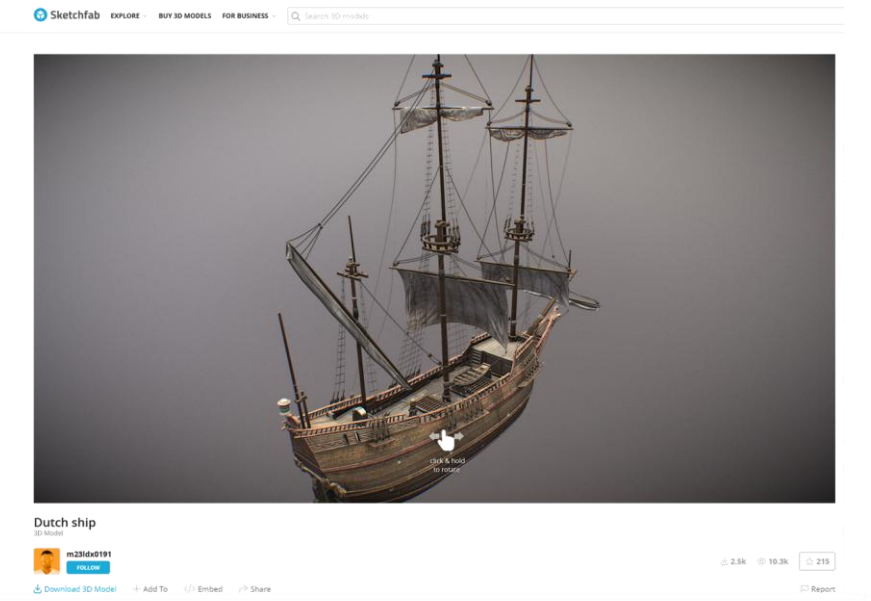 Sketchfab EXPLORE BUY 3D MODELS FOR BUSINESS Search 3D models
click & hold
to rotate
Dutch ship
3D Model
m23ldx0191
FOLLOW
2.5k 10.3k 215
Download 3D Model + Add To </> Embed Share Report